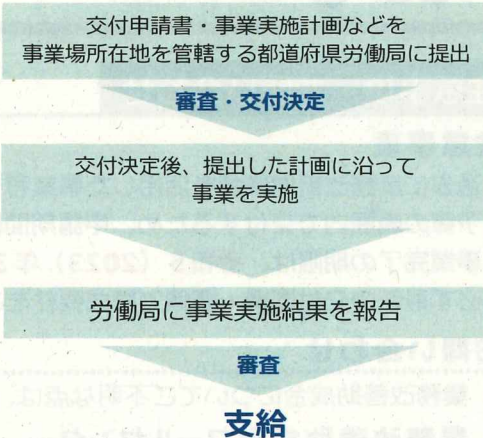 交付申請書・事業実施計画などを
事業場所在地を管轄する都道府県労働局に提出
審査・交付決定
交付決定後、提出した計画に沿って
事業を実施
労働局に事業実施結果を報告
審査
支給